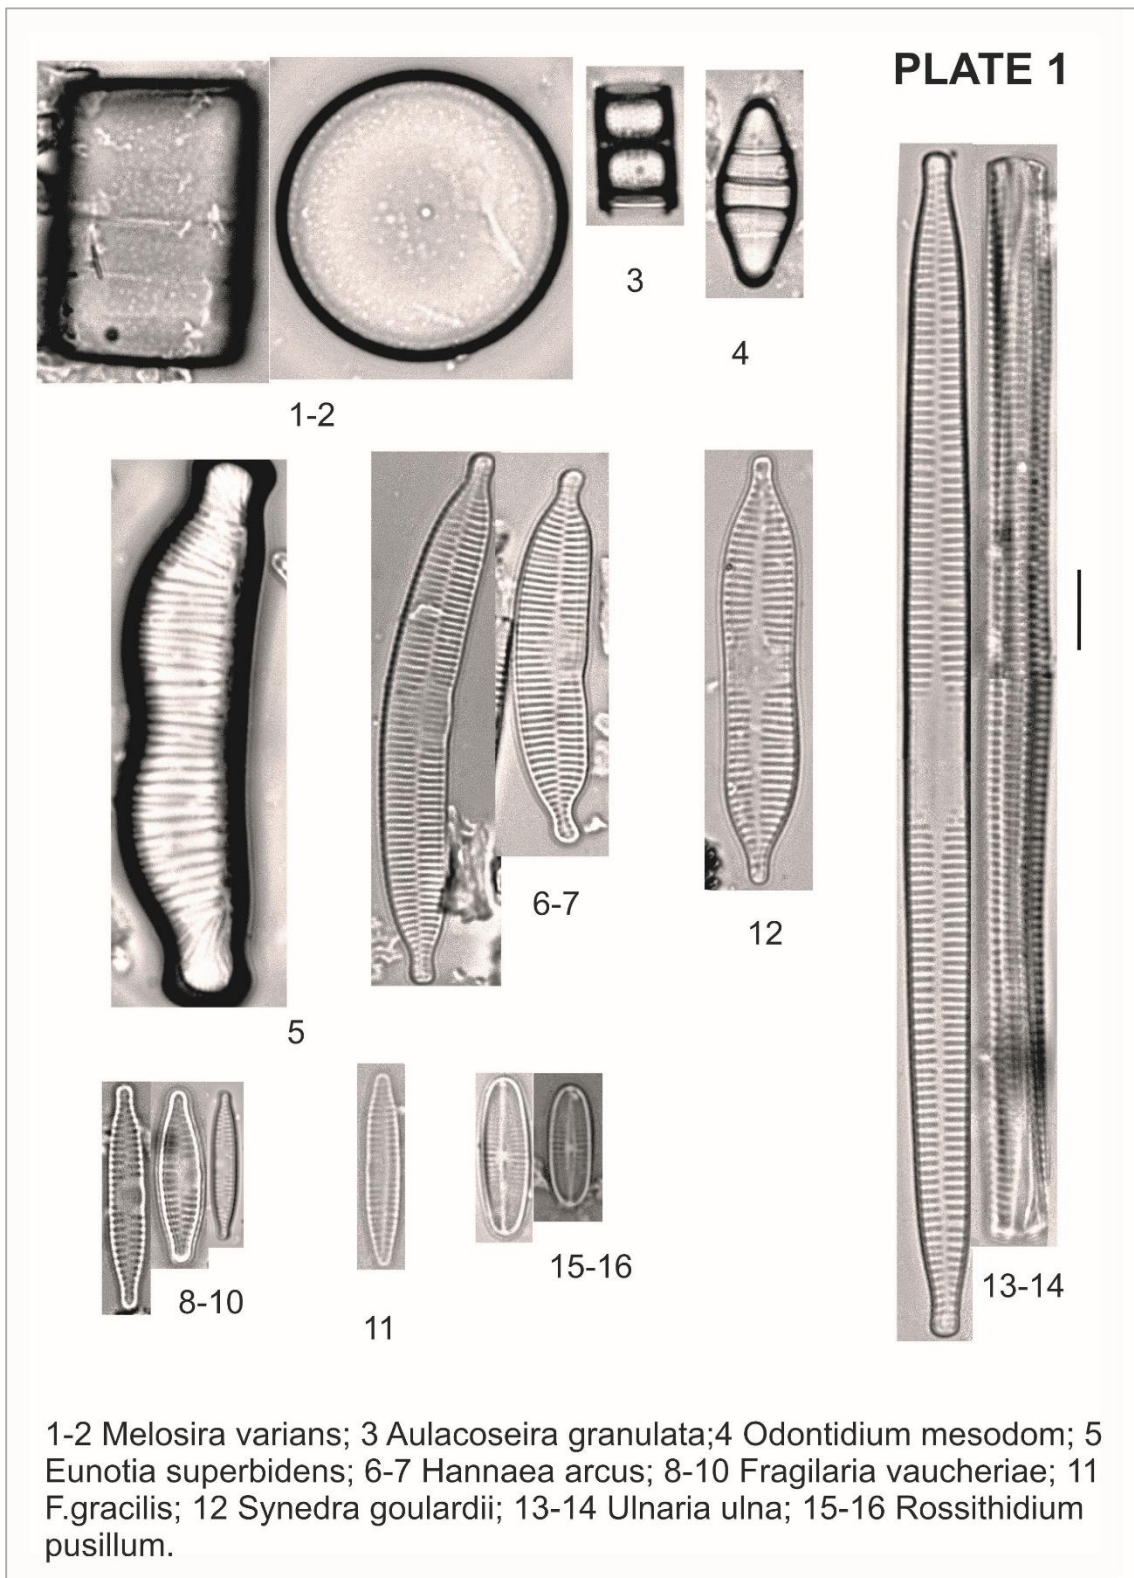 PLATE 1
3
4
1-2
6-7
12
5
8-10
11
15-16
13-14
1-2 Melosira varians; 3 Aulacoseira granulata;4 Odontidium mesodom; 5
Eunotia superbidens; 6-7 Hannaea arcus; 8-10 Fragilaria vaucheriae; 11
F.gracilis; 12 Synedra goulardii; 13-14 Ulnaria ulna; 15-16 Rossithidium
pusillum.